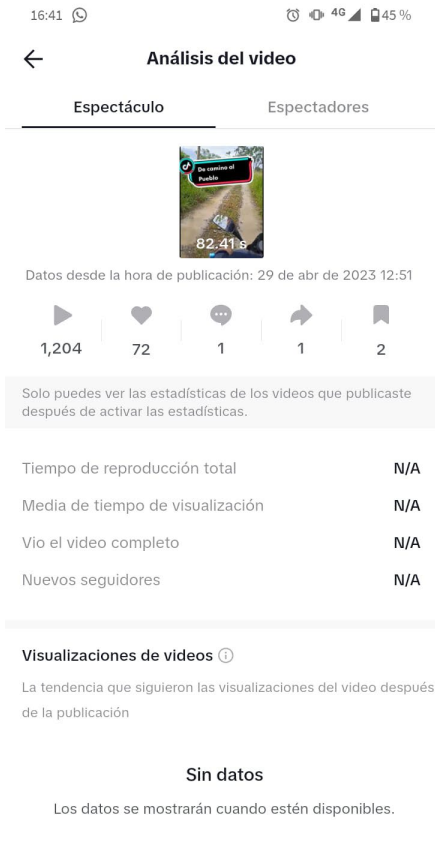 16:41 4G 45 %
Análisis del video
Espectáculo Espectadores
De camino al
Pueblo
82.41 s
Datos desde la hora de publicación: 29 de abr de 2023 12:51
1,204 72 1 1 2
Solo puedes ver las estadísticas de los videos que publicaste
después de activar las estadísticas.
Tiempo de reproducción total N/A
Media de tiempo de visualización N/A
Vio el video completo N/A
Nuevos seguidores N/A
Visualizaciones de videos
La tendencia que siguieron las visualizaciones del video después
de la publicación
Sin datos
Los datos se mostrarán cuando estén disponibles.